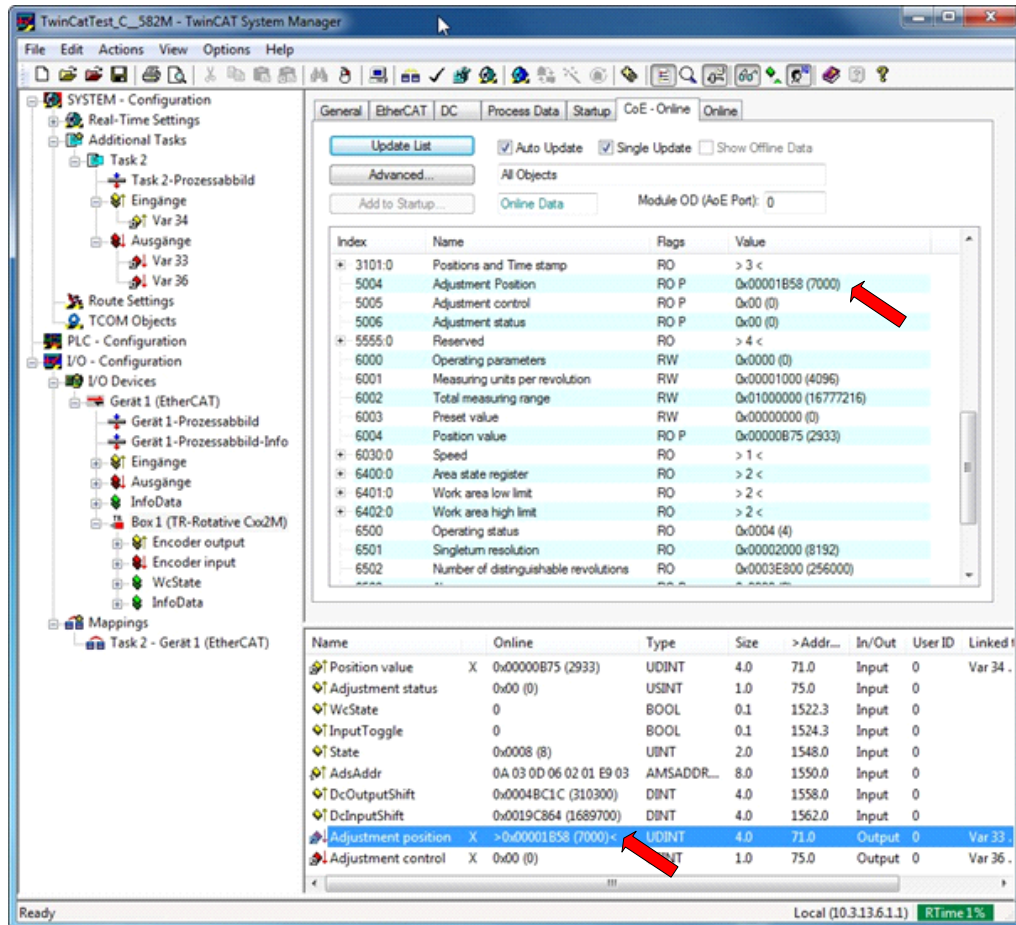 TwinCatTest_C__582M - TwinCAT System Manager
File Edit Actions View Options Help
SYSTEM - Configuration
Real-Time Settings
Additional Tasks
Task 2
Task 2-Prozessabbild
Eingänge
Var 34
Ausgänge
Var 33
Var 36
Route Settings
TCOM Objects
PLC - Configuration
I/O - Configuration
I/O Devices
Gerät 1 (EtherCAT)
Gerät 1-Prozessabbild
Gerät 1-Prozessabbild-Info
Eingänge
Ausgänge
InfoData
Box 1 (TR-Rotative Cxx2M)
Encoder output
Encoder input
WcState
InfoData
Mappings
Task 2 - Gerät 1 (EtherCAT)
General EtherCAT DC Process Data Startup CoE - Online Online
Update List Auto Update Single Update Show Offline Data
Advanced... All Objects
Add to Startup... Online Data Module OD (AoE Port): 0
Index Name Flags Value
3101:0 Positions and Time stamp RO > 3 <
5004 Adjustment Position RO P 0x00001B58 (7000)
5005 Adjustment control RO P 0x00 (0)
5006 Adjustment status RO P 0x00 (0)
5555:0 Reserved RO > 4 <
6000 Operating parameters RW 0x0000 (0)
6001 Measuring units per revolution RW 0x00001000 (4096)
6002 Total measuring range RW 0x01000000 (16777216)
6003 Preset value RW 0x00000000 (0)
6004 Position value RO P 0x00000B75 (2933)
6030:0 Speed RO > 1 <
6400:0 Area state register RO > 2 <
6401:0 Work area low limit RO > 2 <
6402:0 Work area high limit RO > 2 <
6500 Operating status RO 0x0004 (4)
6501 Singleturn resolution RO 0x00002000 (8192)
6502 Number of distinguishable revolutions RO 0x0003E800 (256000)
Name Online Type Size >Addr... In/Out User ID Linked
Position value X 0x00000B75 (2933) UDINT 4.0 71.0 Input 0 Var 34 .
Adjustment status 0x00 (0) USINT 1.0 75.0 Input 0
WcState 0 BOOL 0.1 1522.3 Input 0
InputToggle 0 BOOL 0.1 1524.3 Input 0
State 0x0008 (8) UINT 2.0 1548.0 Input 0
AdsAddr 0A 03 0D 06 02 01 E9 03 AMSADDR... 8.0 1550.0 Input 0
DcOutputShift 0x0004BC1C (310300) DINT 4.0 1558.0 Input 0
DcInputShift 0x0019C864 (1689700) DINT 4.0 1562.0 Input 0
Adjustment position X >0x00001B58 (7000)< UDINT 4.0 71.0 Output 0 Var 33 .
Adjustment control X 0x00 (0) 1.0 75.0 Output 0 Var 36 .
Ready Local (10.3.13.6.1.1) RTime 1%